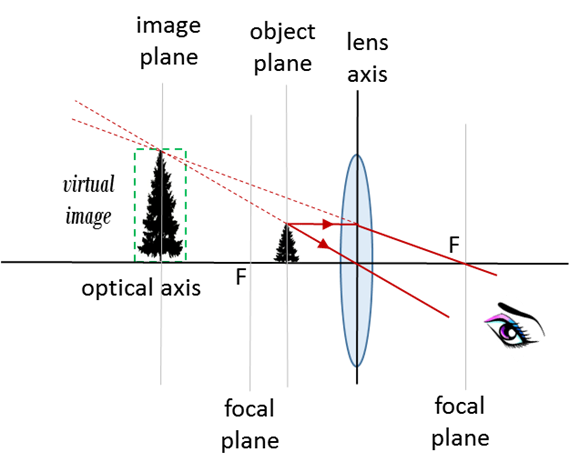 image
plane
object
plane
lens
axis
virtual
image
F
optical axis
F
focal
plane
focal
plane